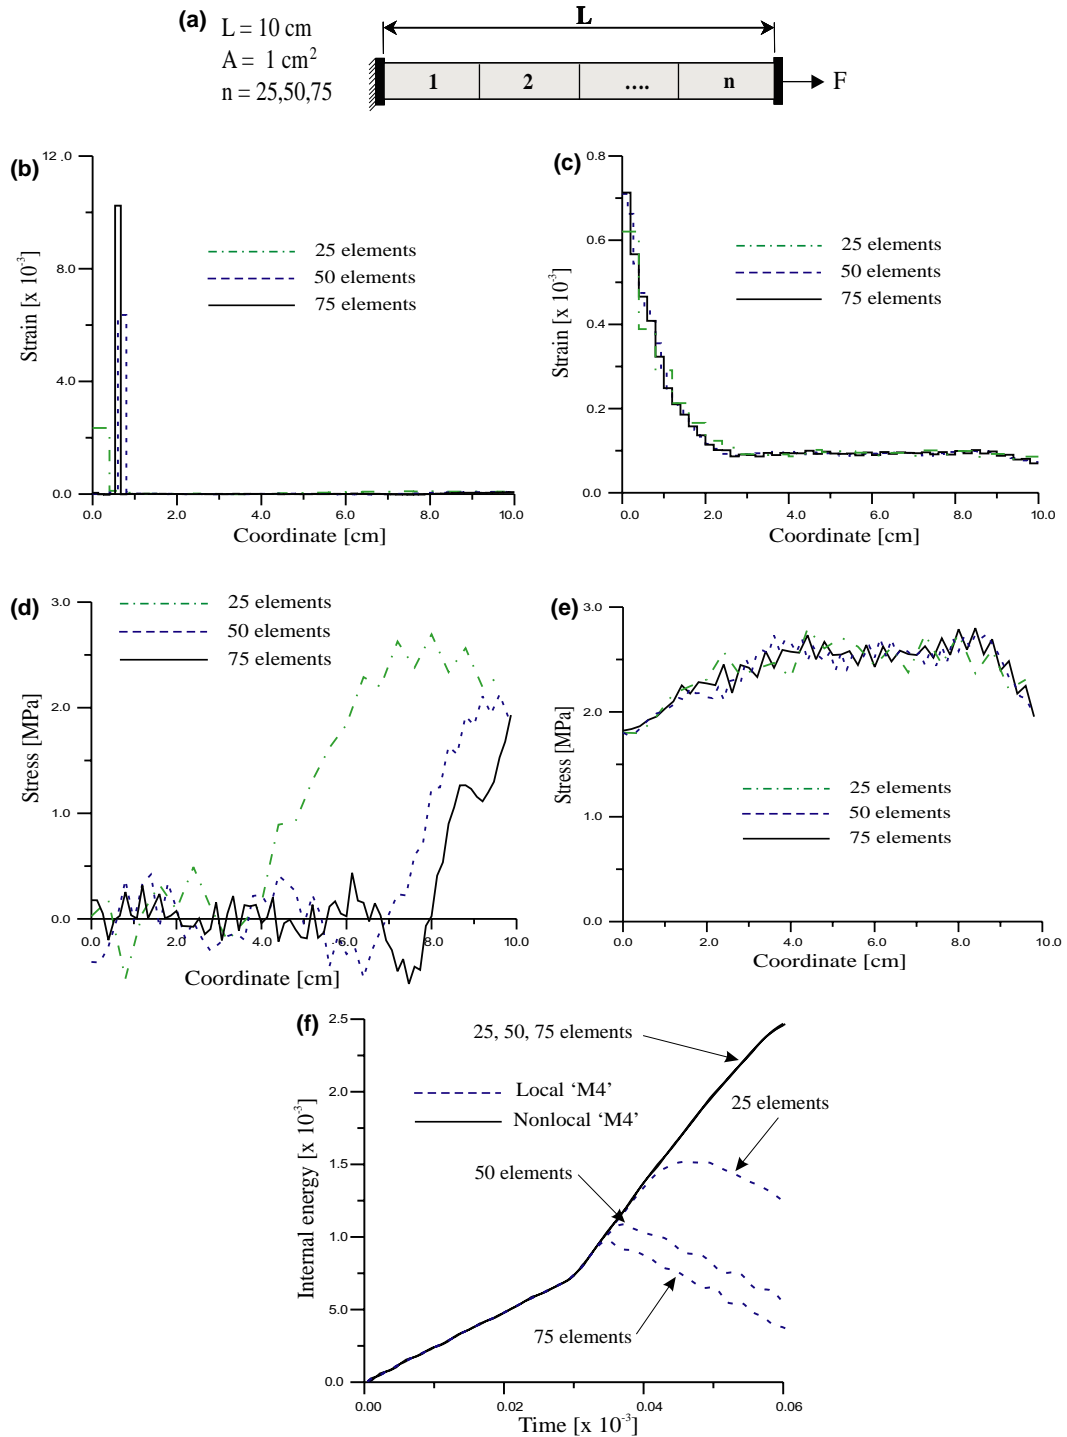 (a)
L = 10 cm
A = 1 cm²
n = 25,50,75
L
1 2 .... n
F
(b)
12.0
8.0
4.0
0.0
Strain [x 10⁻³]
25 elements
50 elements
75 elements
0.0 2.0 4.0 6.0 8.0 10.0
Coordinate [cm]
(c)
0.8
0.6
0.4
0.2
0.0
Strain [x 10⁻³]
25 elements
50 elements
75 elements
0.0 2.0 4.0 6.0 8.0 10.0
Coordinate [cm]
(d)
3.0
2.0
1.0
0.0
Stress [MPa]
25 elements
50 elements
75 elements
0.0 2.0 4.0 6.0 8.0 10.0
Coordinate [cm]
(e)
3.0
2.0
1.0
0.0
Stress [MPa]
25 elements
50 elements
75 elements
0.0 2.0 4.0 6.0 8.0 10.0
Coordinate [cm]
(f)
2.5
2.0
1.5
1.0
5.0
0.0
Internal energy [x 10⁻³]
25, 50, 75 elements
Local ‘M4’
Nonlocal ‘M4’
25 elements
50 elements
75 elements
0.00 0.02 0.04 0.06
Time [x 10⁻³]